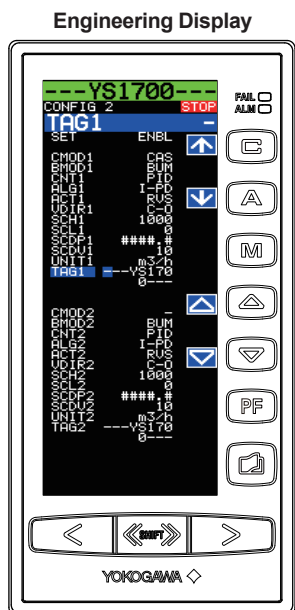 Engineering Display
---YS1700---
CONFIG 2 STOP
TAG1 -
SET ENBL
CMOD1 CAS
BMOD1 BUM
CNT1 PID
ALG1 I-PD
ACT1 RVS
VDIR1 C-O
SCH1 1000
SCL1 0
SCDP1 ####.#
SCDV1 10
UNIT1 m3/h
TAG1 ---YS170
0---
CMOD2 -
BMOD2 BUM
CNT2 PID
ALG2 I-PD
ACT2 RVS
VDIR2 C-O
SCH2 1000
SCL2 0
SCDP2 ####.#
SCDV2 10
UNIT2 m3/h
TAG2 ---YS170
0---
FAIL
ALM
C
A
M
PF
SHIFT
YOKOGAWA